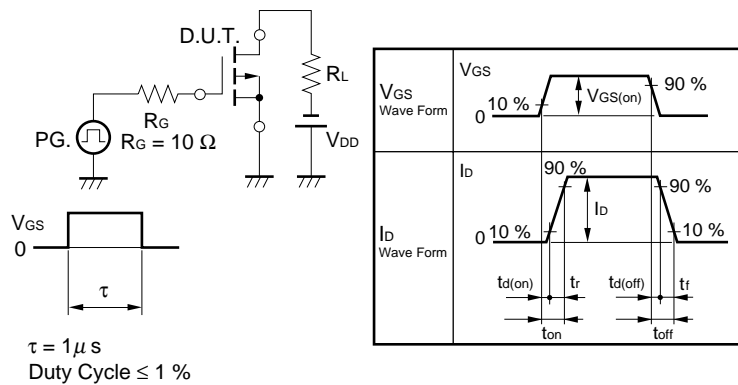 D.U.T.
RL
RG
RG = 10 Ω
PG.
VDD
VGS
0
τ
τ = 1μ s
Duty Cycle ≤ 1 %
VGS
Wave Form
VGS
10 %
0
VGS(on)
90 %
ID
Wave Form
ID
90 %
90 %
0 10 %
ID
10 %
td(on)
tr
td(off)
tf
ton
toff